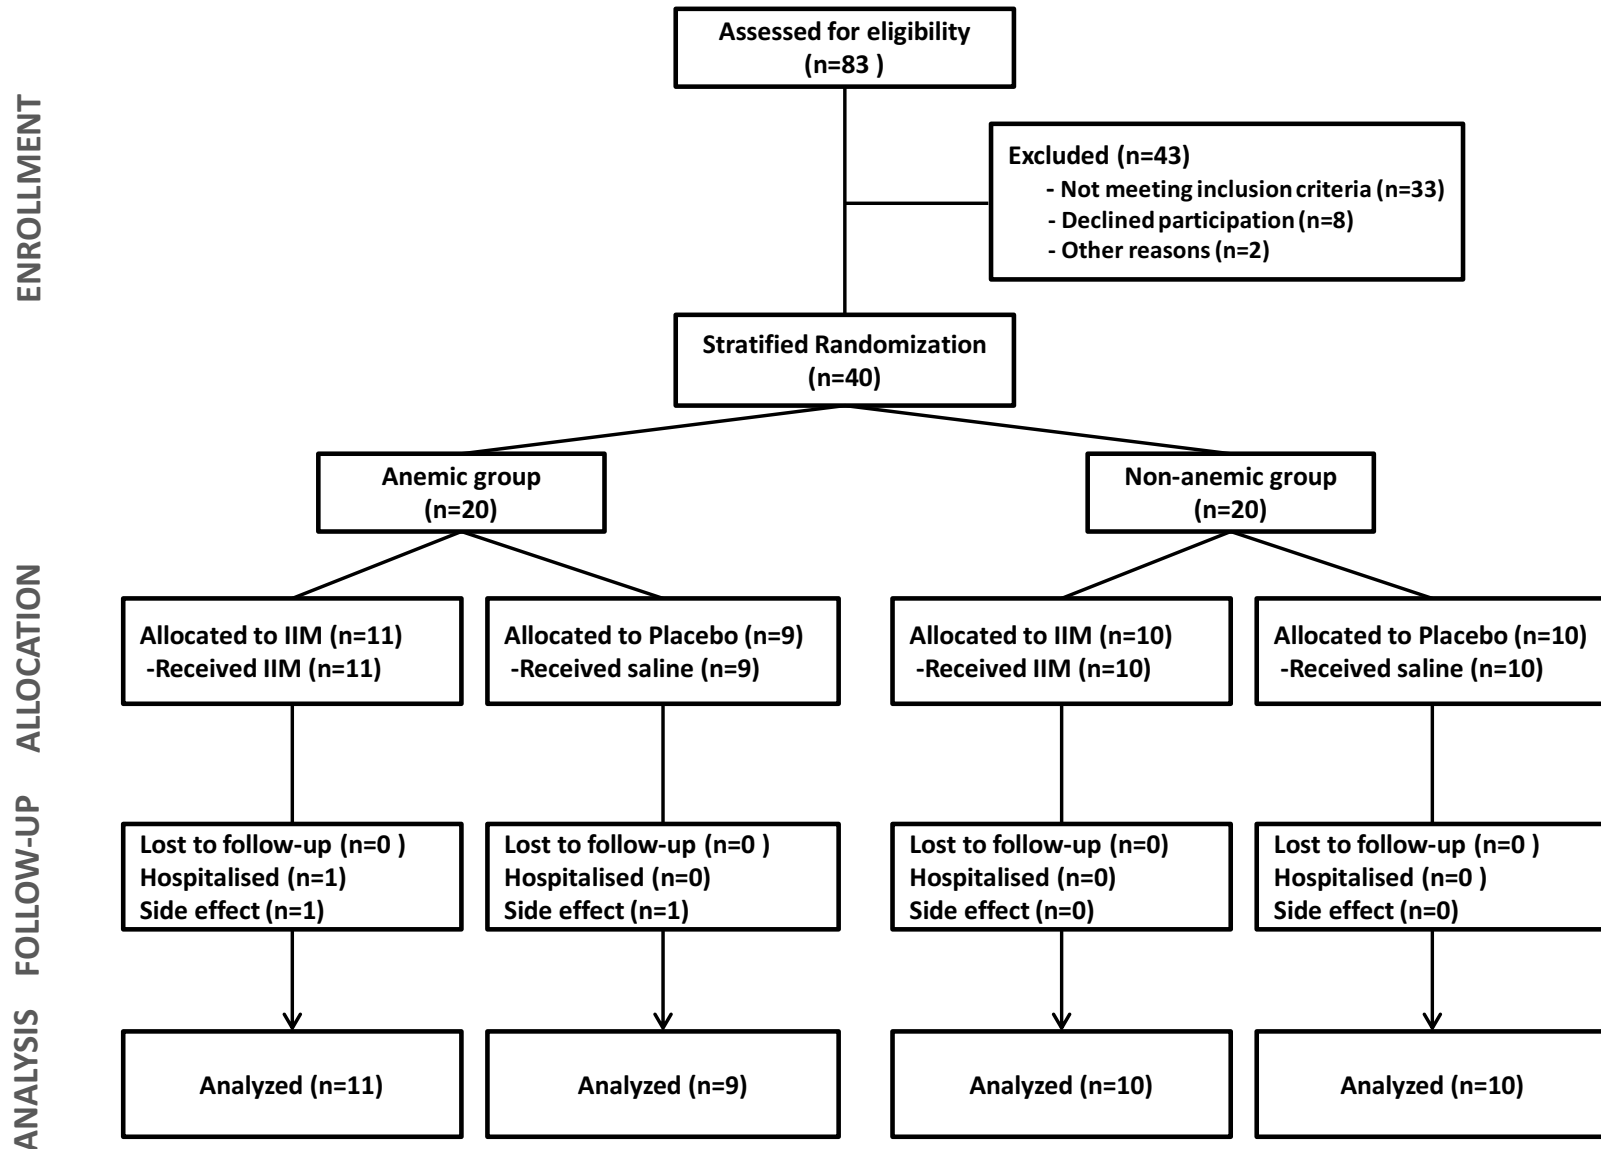 ENROLLMENT
Assessed for eligibility
(n=83 )
Excluded (n=43)
- Not meeting inclusion criteria (n=33)
- Declined participation (n=8)
- Other reasons (n=2)
Stratified Randomization
(n=40)
Anemic group
(n=20)
Non-anemic group
(n=20)
ALLOCATION
Allocated to IIM (n=11)
-Received IIM (n=11)
Allocated to Placebo (n=9)
-Received saline (n=9)
Allocated to IIM (n=10)
-Received IIM (n=10)
Allocated to Placebo (n=10)
-Received saline (n=10)
FOLLOW-UP
Lost to follow-up (n=0 )
Hospitalised (n=1)
Side effect (n=1)
Lost to follow-up (n=0 )
Hospitalised (n=0)
Side effect (n=1)
Lost to follow-up (n=0)
Hospitalised (n=0)
Side effect (n=0)
Lost to follow-up (n=0 )
Hospitalised (n=0 )
Side effect (n=0)
ANALYSIS
Analyzed (n=11)
Analyzed (n=9)
Analyzed (n=10)
Analyzed (n=10)